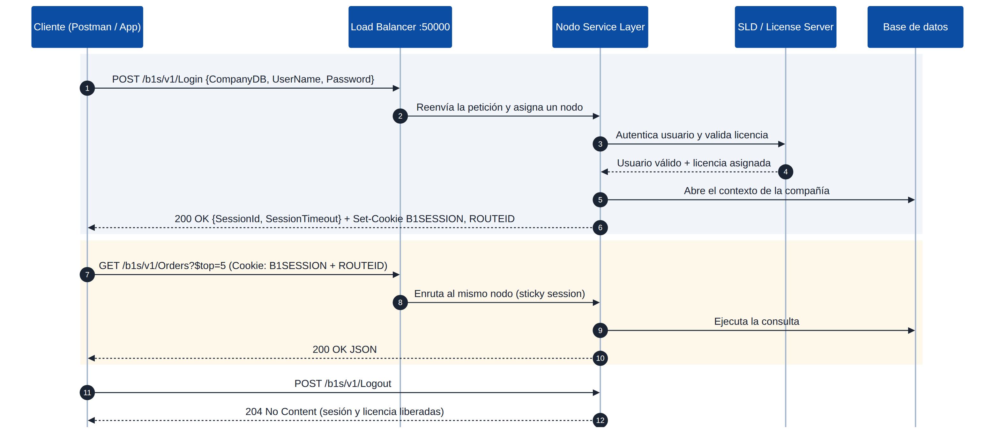 Cliente (Postman / App)
Load Balancer :50000
Nodo Service Layer
SLD / License Server
Base de datos
POST /b1s/v1/Login {CompanyDB, UserName, Password}
1
Reenvía la petición y asigna un nodo
2
Autentica usuario y valida licencia
3
Usuario válido + licencia asignada
4
Abre el contexto de la compañía
5
200 OK {SessionId, SessionTimeout} + Set-Cookie B1SESSION, ROUTEID
6
GET /b1s/v1/Orders?$top=5 (Cookie: B1SESSION + ROUTEID)
7
Enruta al mismo nodo (sticky session)
8
Ejecuta la consulta
9
200 OK JSON
10
POST /b1s/v1/Logout
11
204 No Content (sesión y licencia liberadas)
12